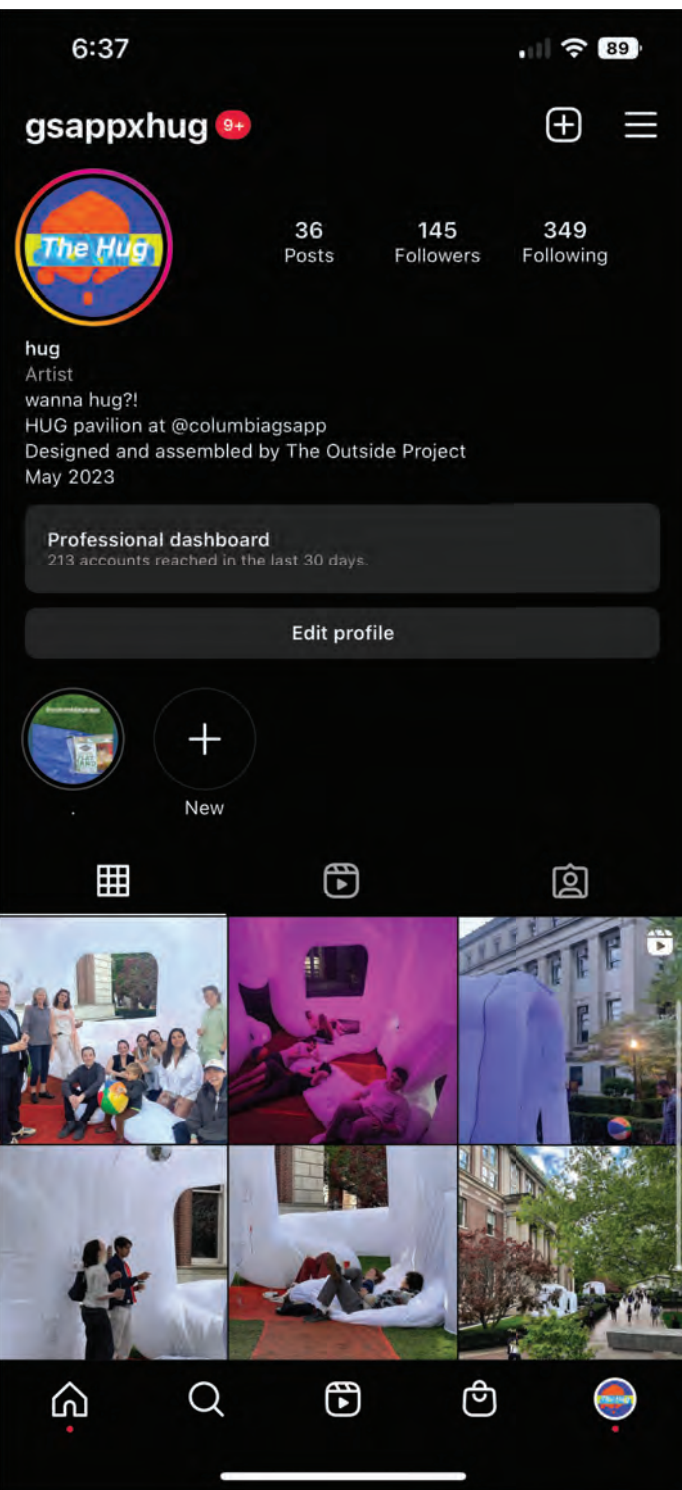 6:37
89
gsappxhug 9+
The Hug
36 145 349
Posts Followers Following
hug
Artist
wanna hug?!
HUG pavilion at @columbiagsapp
Designed and assembled by The Outside Project
May 2023
Professional dashboard
213 accounts reached in the last 30 days.
Edit profile
.
New
The Hug